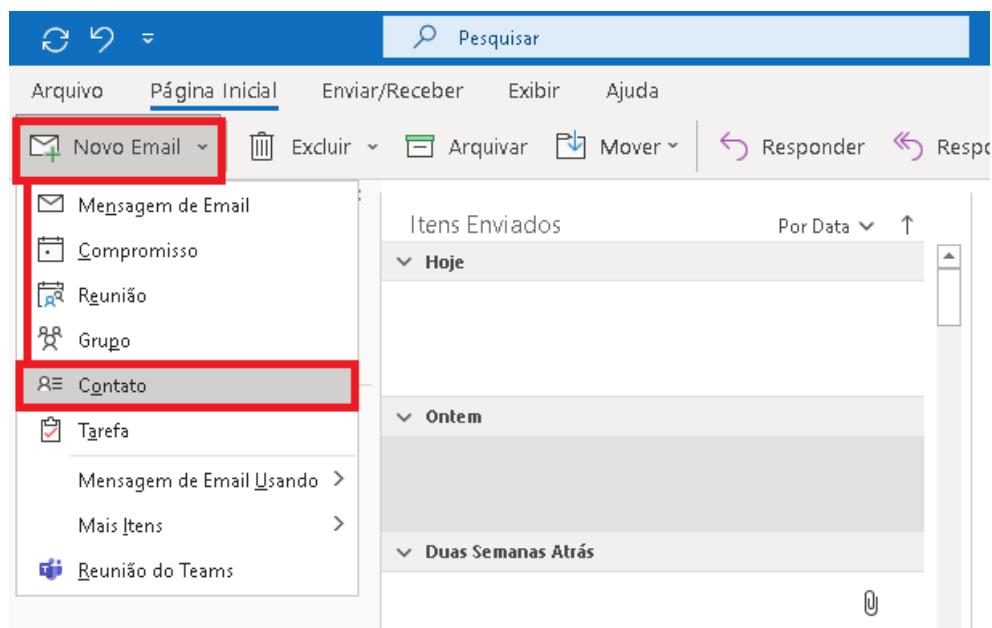 Pesquisar
Arquivo Página Inicial Enviar/Receber Exibir Ajuda
Novo Email Excluir Arquivar Mover Responder Respo
Mensagem de Email
Compromisso
Reunião
Grupo
Contato
Tarefa
Mensagem de Email Usando
Mais Itens
Reunião do Teams
Itens Enviados Por Data
Hoje
Ontem
Duas Semanas Atrás